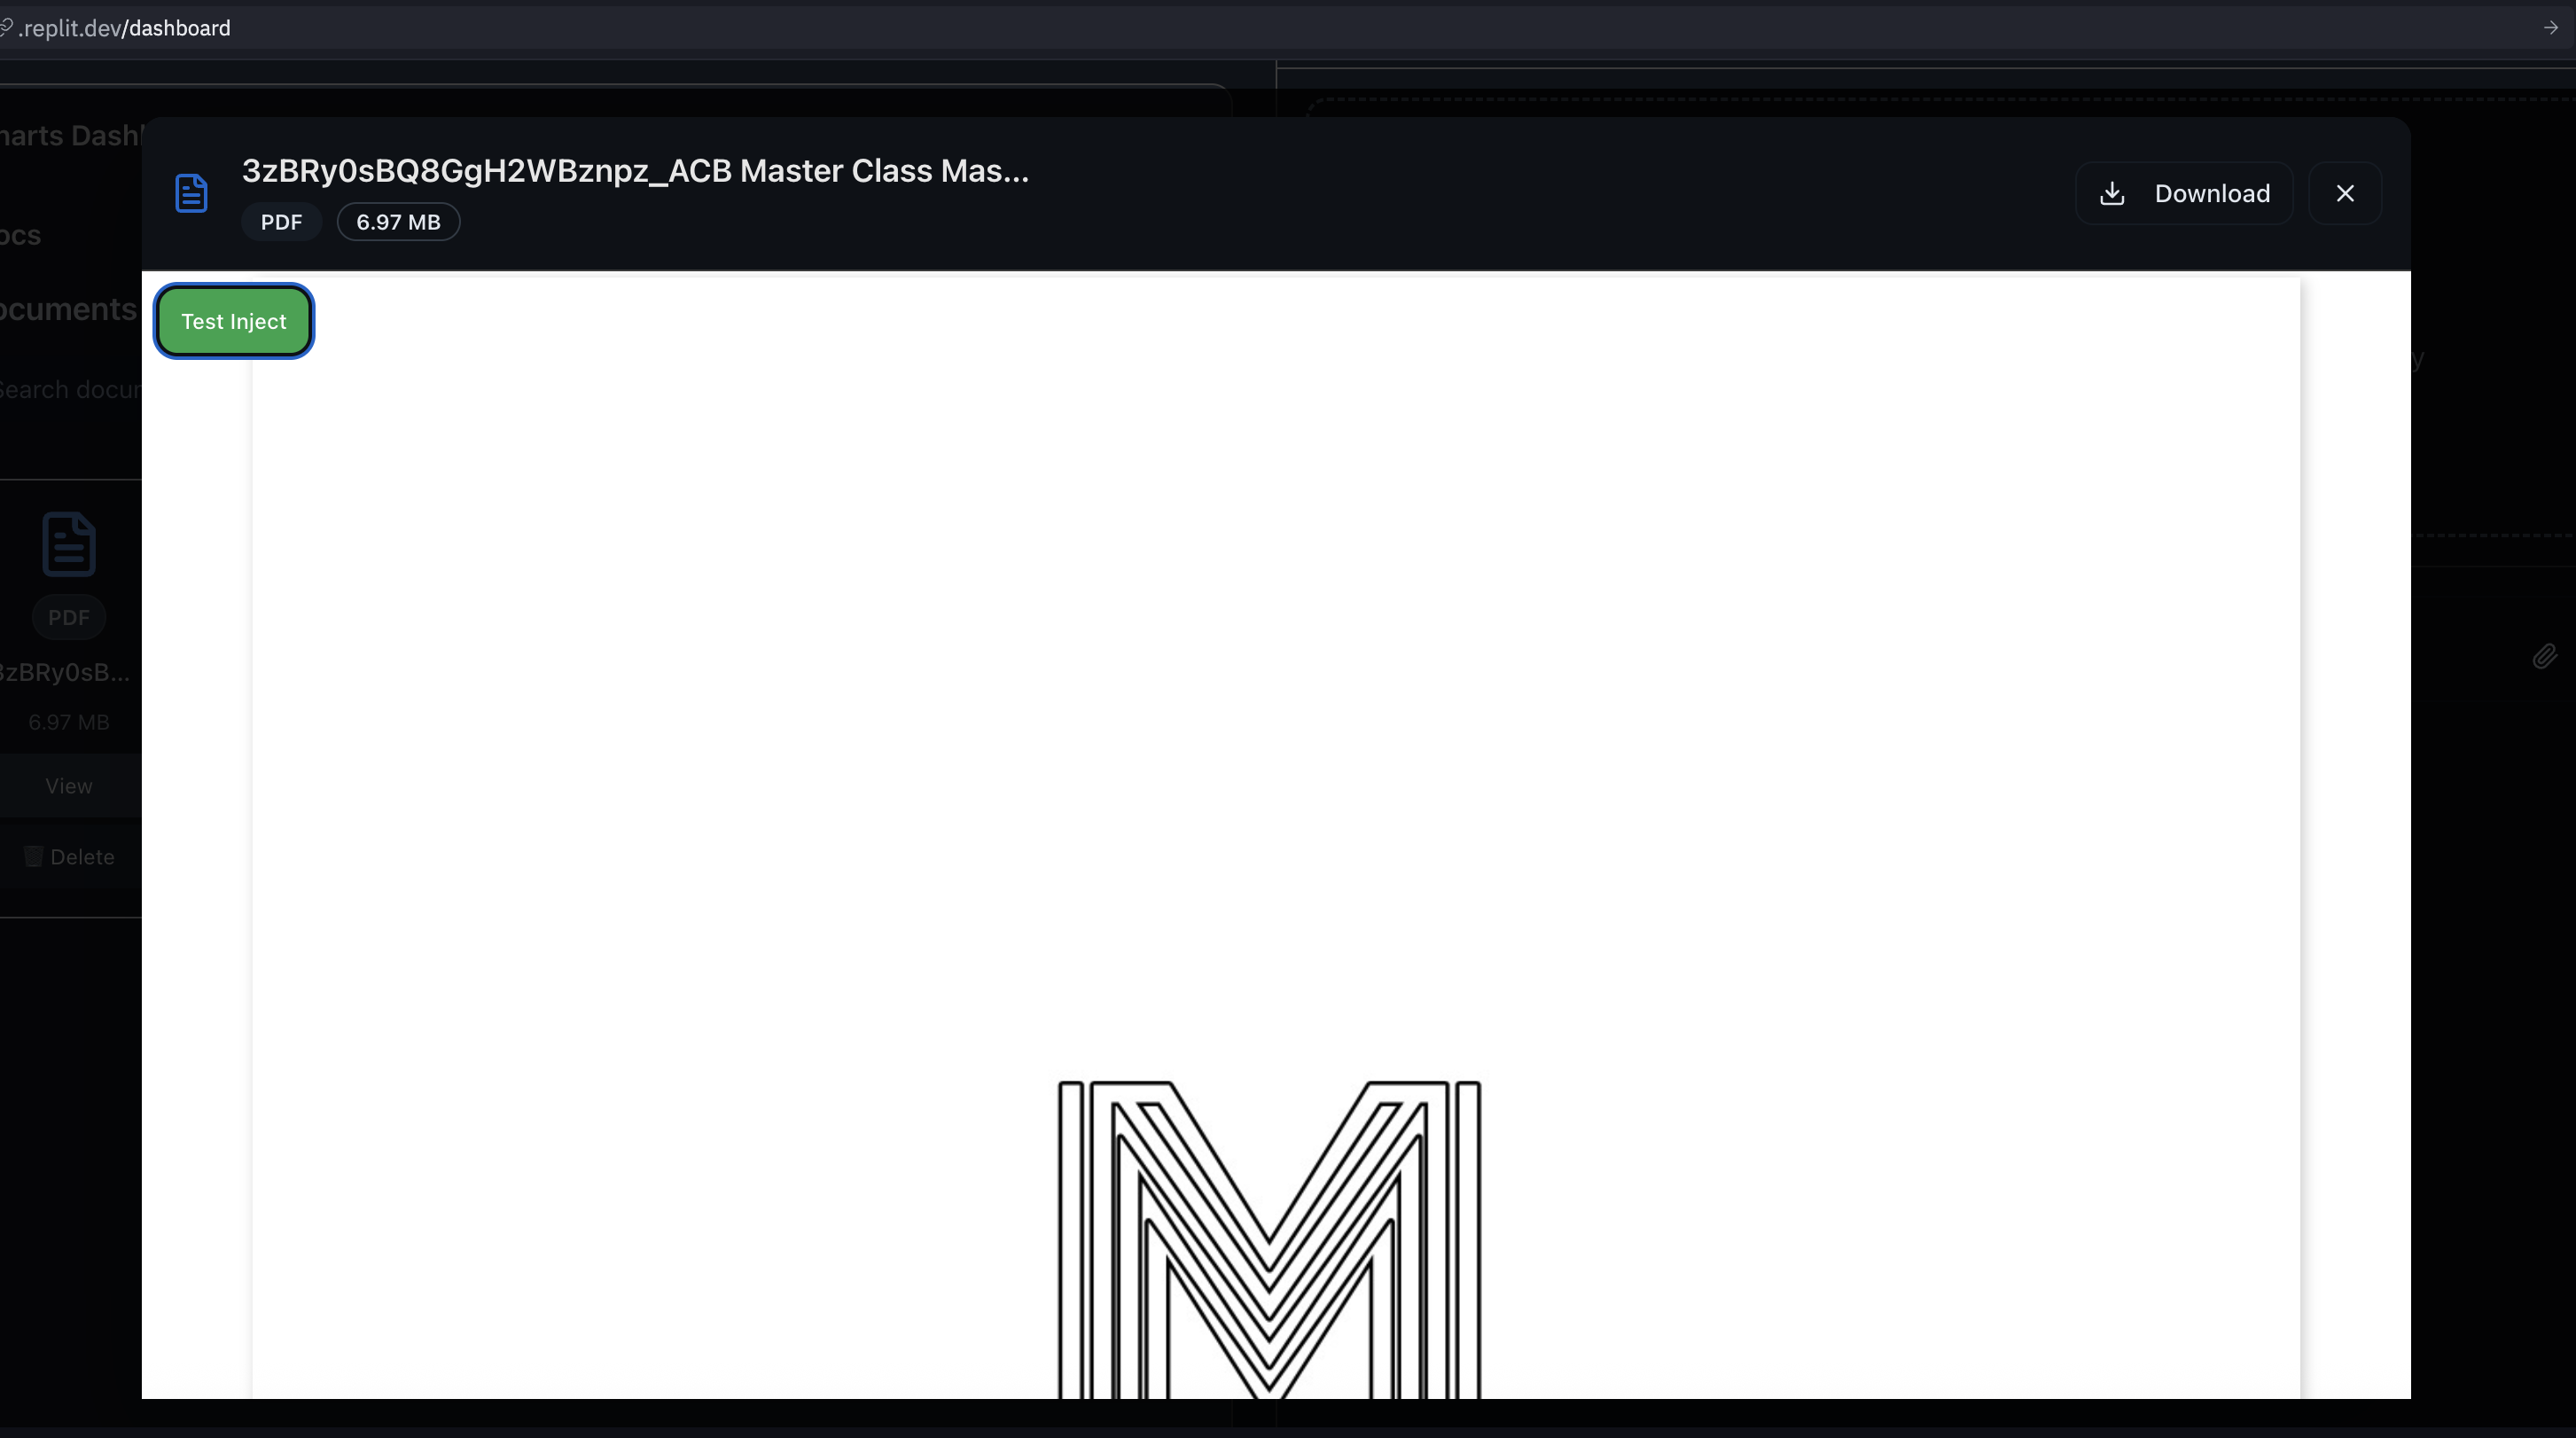 .replit.dev/dashboard
3zBRy0sBQ8GgH2WBznpz_ACB Master Class Mas...
PDF
6.97 MB
Download
Test Inject
harts Dash
ocs
ocuments
Search docum
PDF
3zBRy0sB...
6.97 MB
View
Delete
y
M